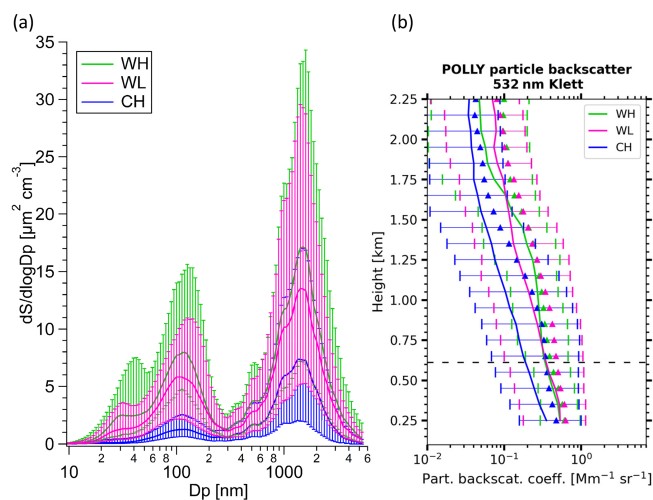 (a)
(b)
WH
WL
CH
35
30
25
20
15
10
5
0
dS/dlogDp [µm² cm⁻³]
10 2 4 6 8 100 2 4 6 8 1000 2 4 6
Dp [nm]
POLLY particle backscatter
532 nm Klett
WH
WL
CH
2.25
2.00
1.75
1.50
1.25
1.00
0.75
0.50
0.25
Height [km]
10⁻² 10⁻¹ 10⁰
Part. backscat. coeff. [Mm⁻¹ sr⁻¹]